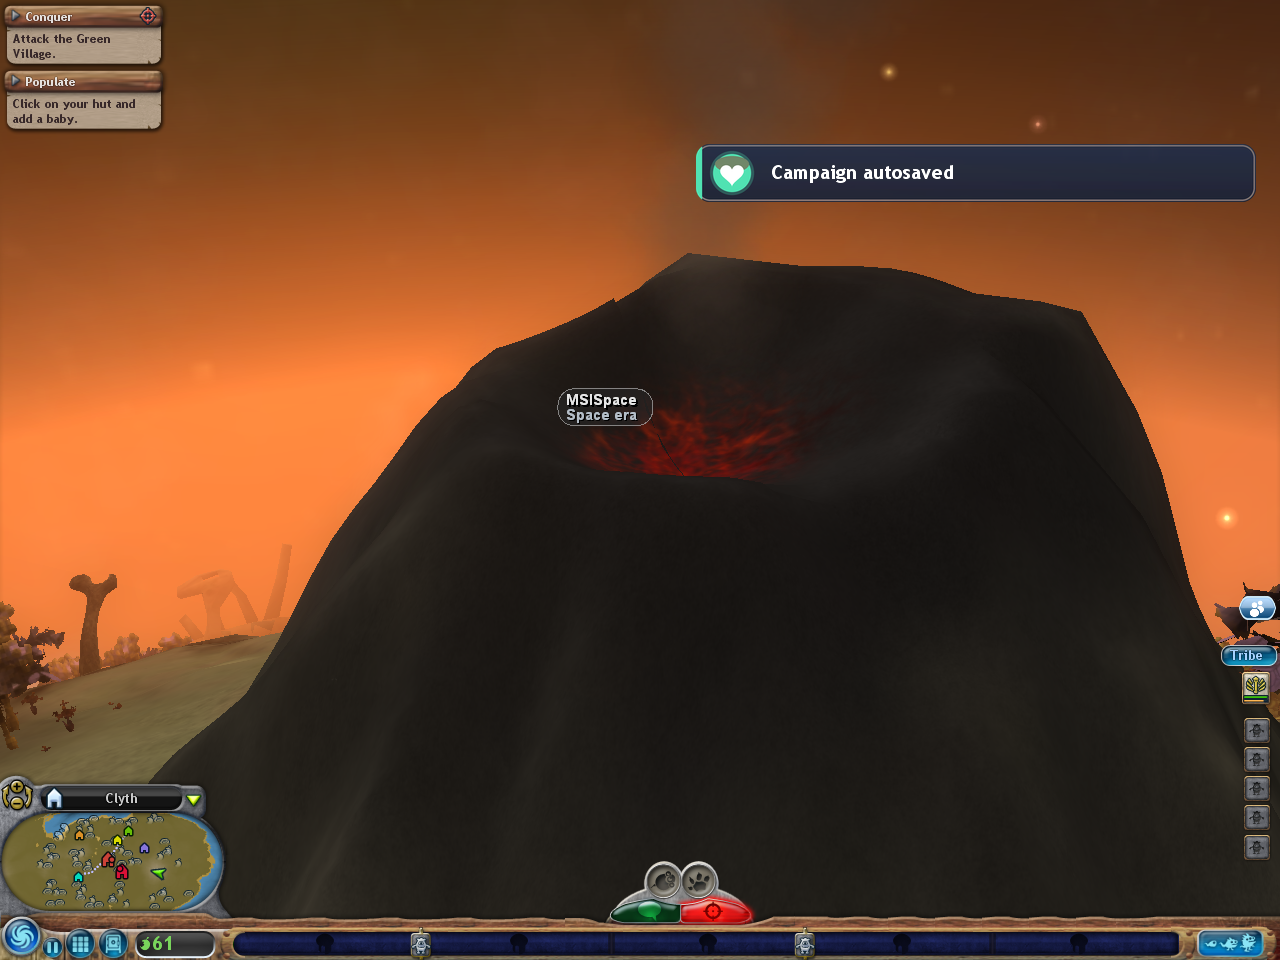 Conquer
Attack the Green
Village.
Populate
Click on your hut and
add a baby.
Campaign autosaved
MSISpace
Space era
Tribe
Clyth
61